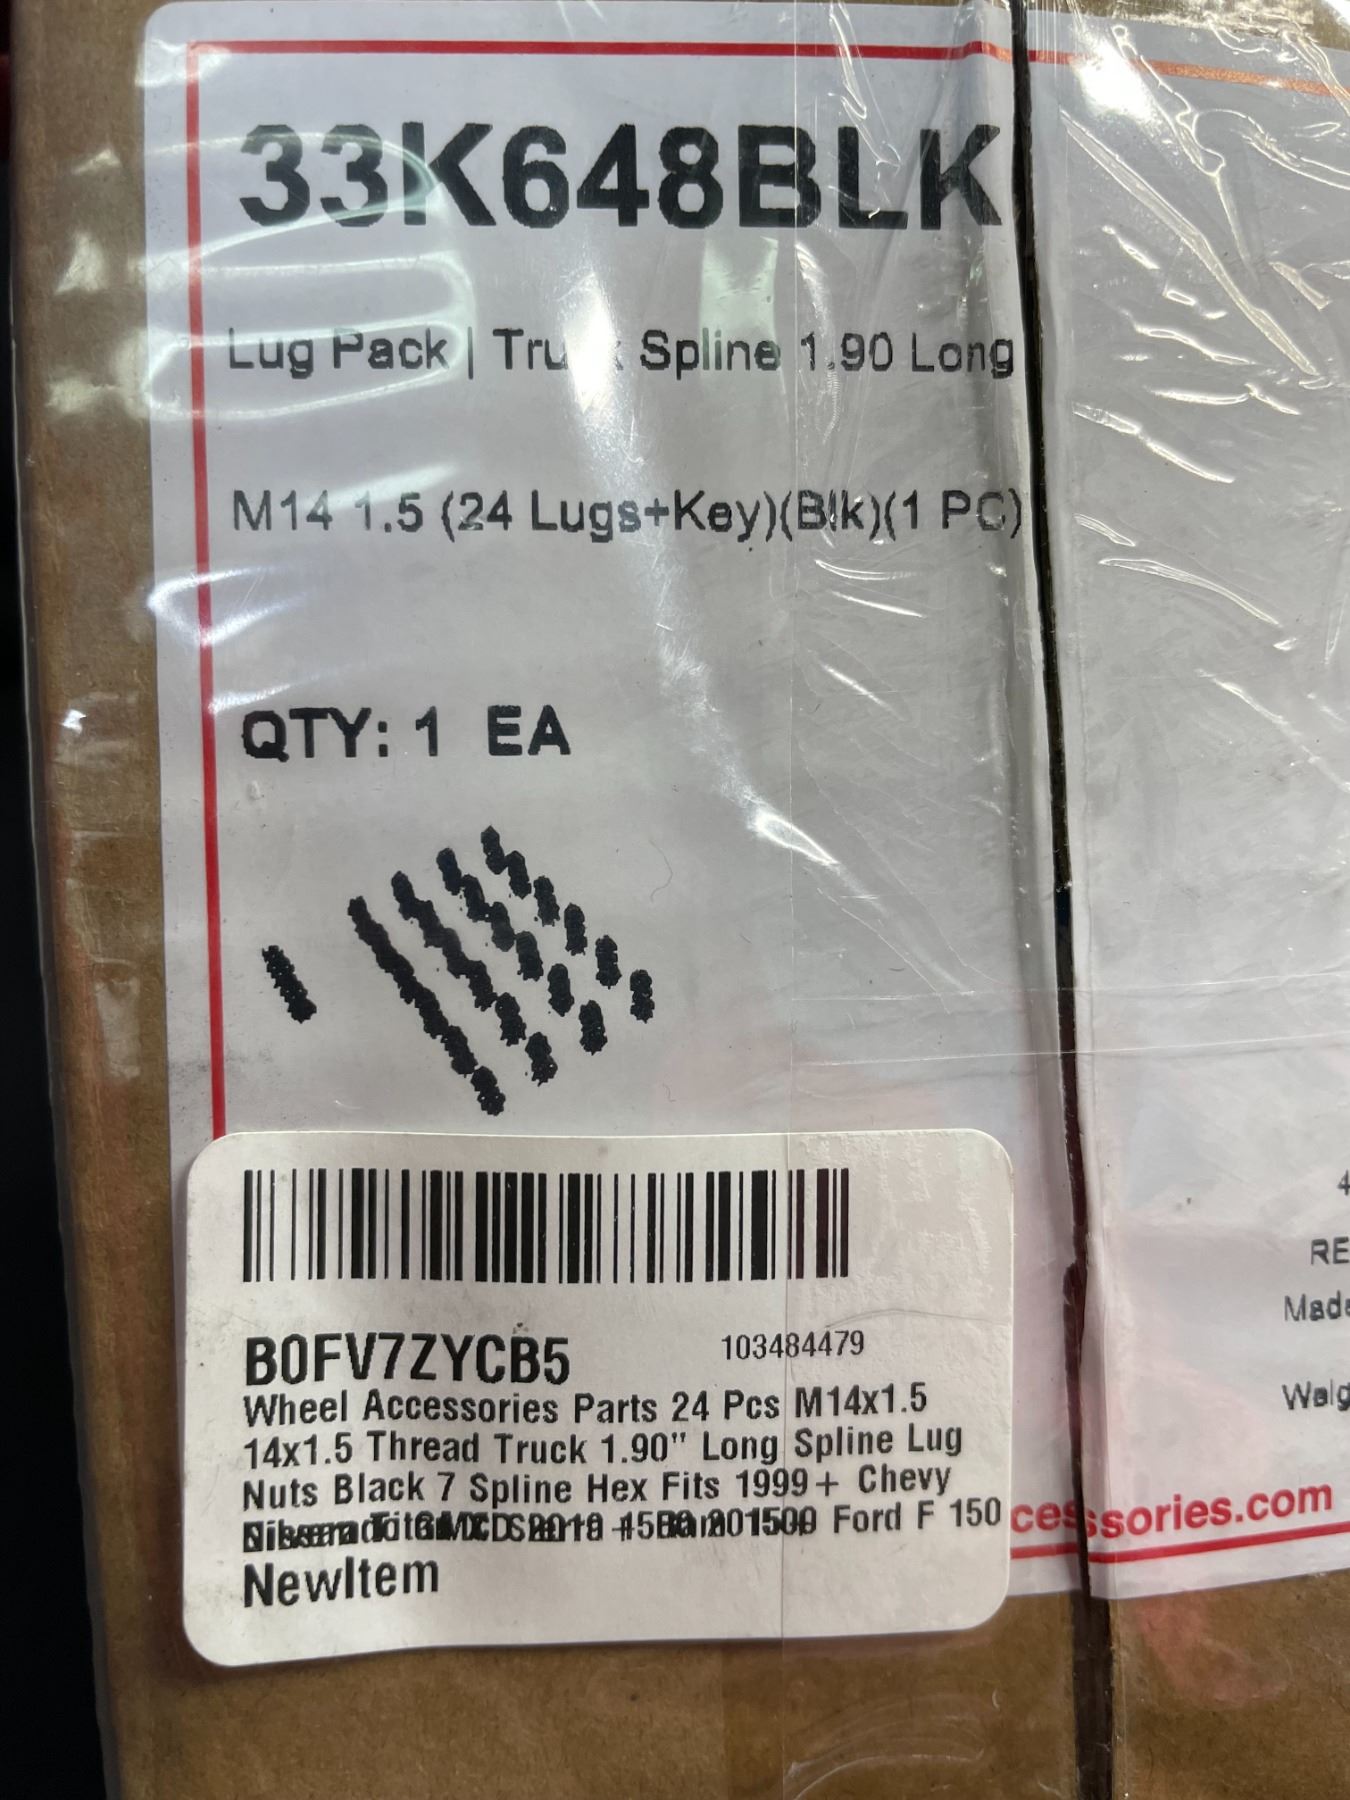 33K648BLK
Lug Pack | Truck Spline 1.90 Long
M14 1.5 (24 Lugs+Key)(Blk)(1 PC)
QTY: 1 EA
4
RE
Made
Weig
B0FV7ZYCB5 103484479
Wheel Accessories Parts 24 Pcs M14x1.5
14x1.5 Thread Truck 1.90" Long Spline Lug
Nuts Black 7 Spline Hex Fits 1999+ Chevy
Ford F 150
cessories.com
NewItem